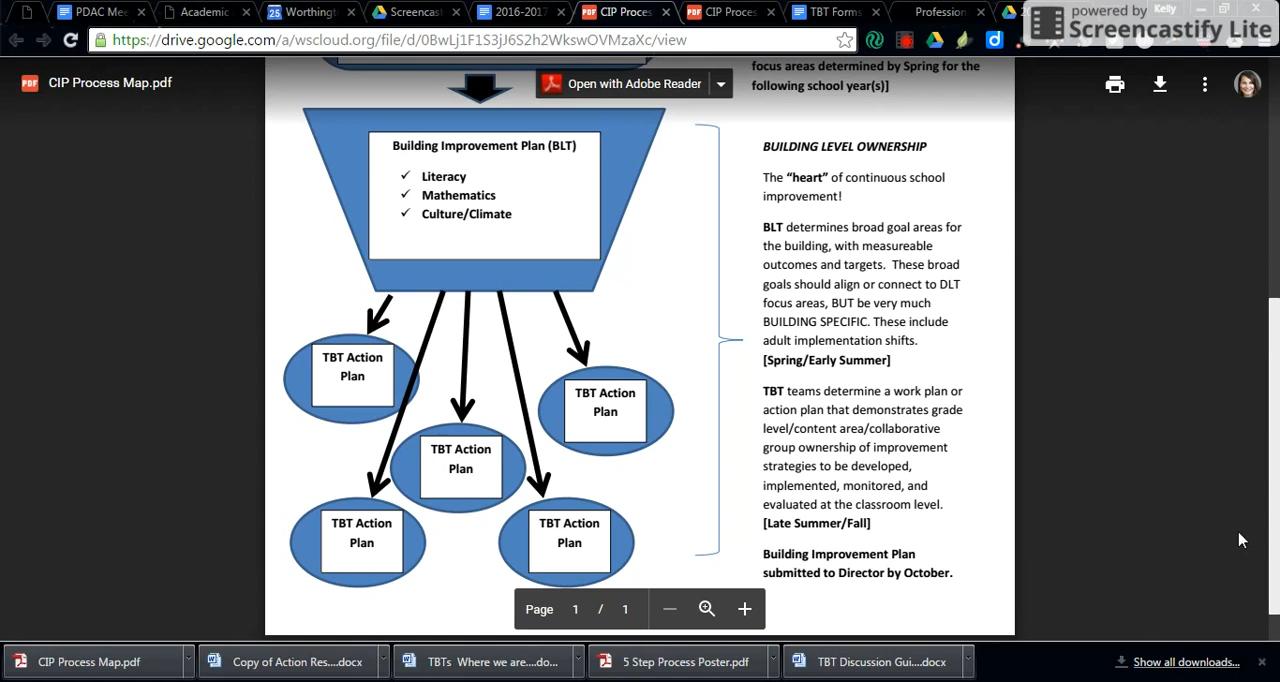 PDAC Mee
Academic
Worthingt
Screencast
2016-2017
CIP Proces
CIP Proce
TBT Forms
Profession
powered by
Kelly
Screencastify Lite
https://drive.google.com/a/wscloud.org/file/d/0BwLj1F1S3jJ6S2h2WkswOVMzaXc/view
CIP Process Map.pdf
Open with Adobe Reader
focus areas determined by Spring for the
following school year(s)]
Building Improvement Plan (BLT)
✓ Literacy
✓ Mathematics
✓ Culture/Climate
TBT Action
Plan
TBT Action
Plan
TBT Action
Plan
TBT Action
Plan
TBT Action
Plan
BUILDING LEVEL OWNERSHIP
The “heart” of continuous school
improvement!
BLT determines broad goal areas for
the building, with measureable
outcomes and targets. These broad
goals should align or connect to DLT
focus areas, BUT be very much
BUILDING SPECIFIC. These include
adult implementation shifts.
[Spring/Early Summer]
TBT teams determine a work plan or
action plan that demonstrates grade
level/content area/collaborative
group ownership of improvement
strategies to be developed,
implemented, monitored, and
evaluated at the classroom level.
[Late Summer/Fall]
Building Improvement Plan
submitted to Director by October.
Page 1 / 1
CIP Process Map.pdf
Copy of Action Res....docx
TBTs Where we are....do...
5 Step Process Poster.pdf
TBT Discussion Gui....docx
Show all downloads...